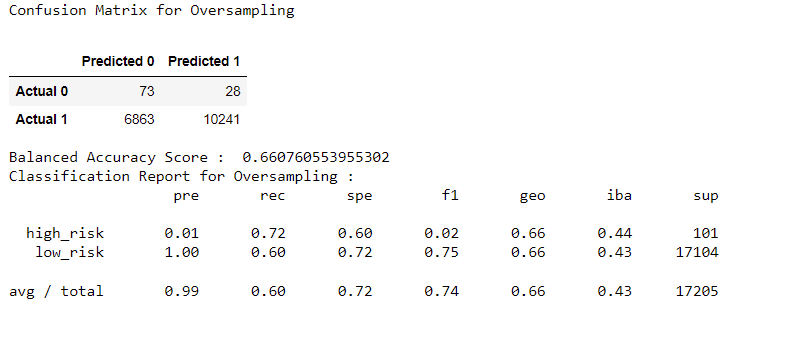 Confusion Matrix for Oversampling
Predicted 0 Predicted 1
Actual 0 73 28
Actual 1 6863 10241
Balanced Accuracy Score :  0.660760553955302
Classification Report for Oversampling :
pre rec spe f1 geo iba sup
high_risk 0.01 0.72 0.60 0.02 0.66 0.44 101
low_risk 1.00 0.60 0.72 0.75 0.66 0.43 17104
avg / total 0.99 0.60 0.72 0.74 0.66 0.43 17205